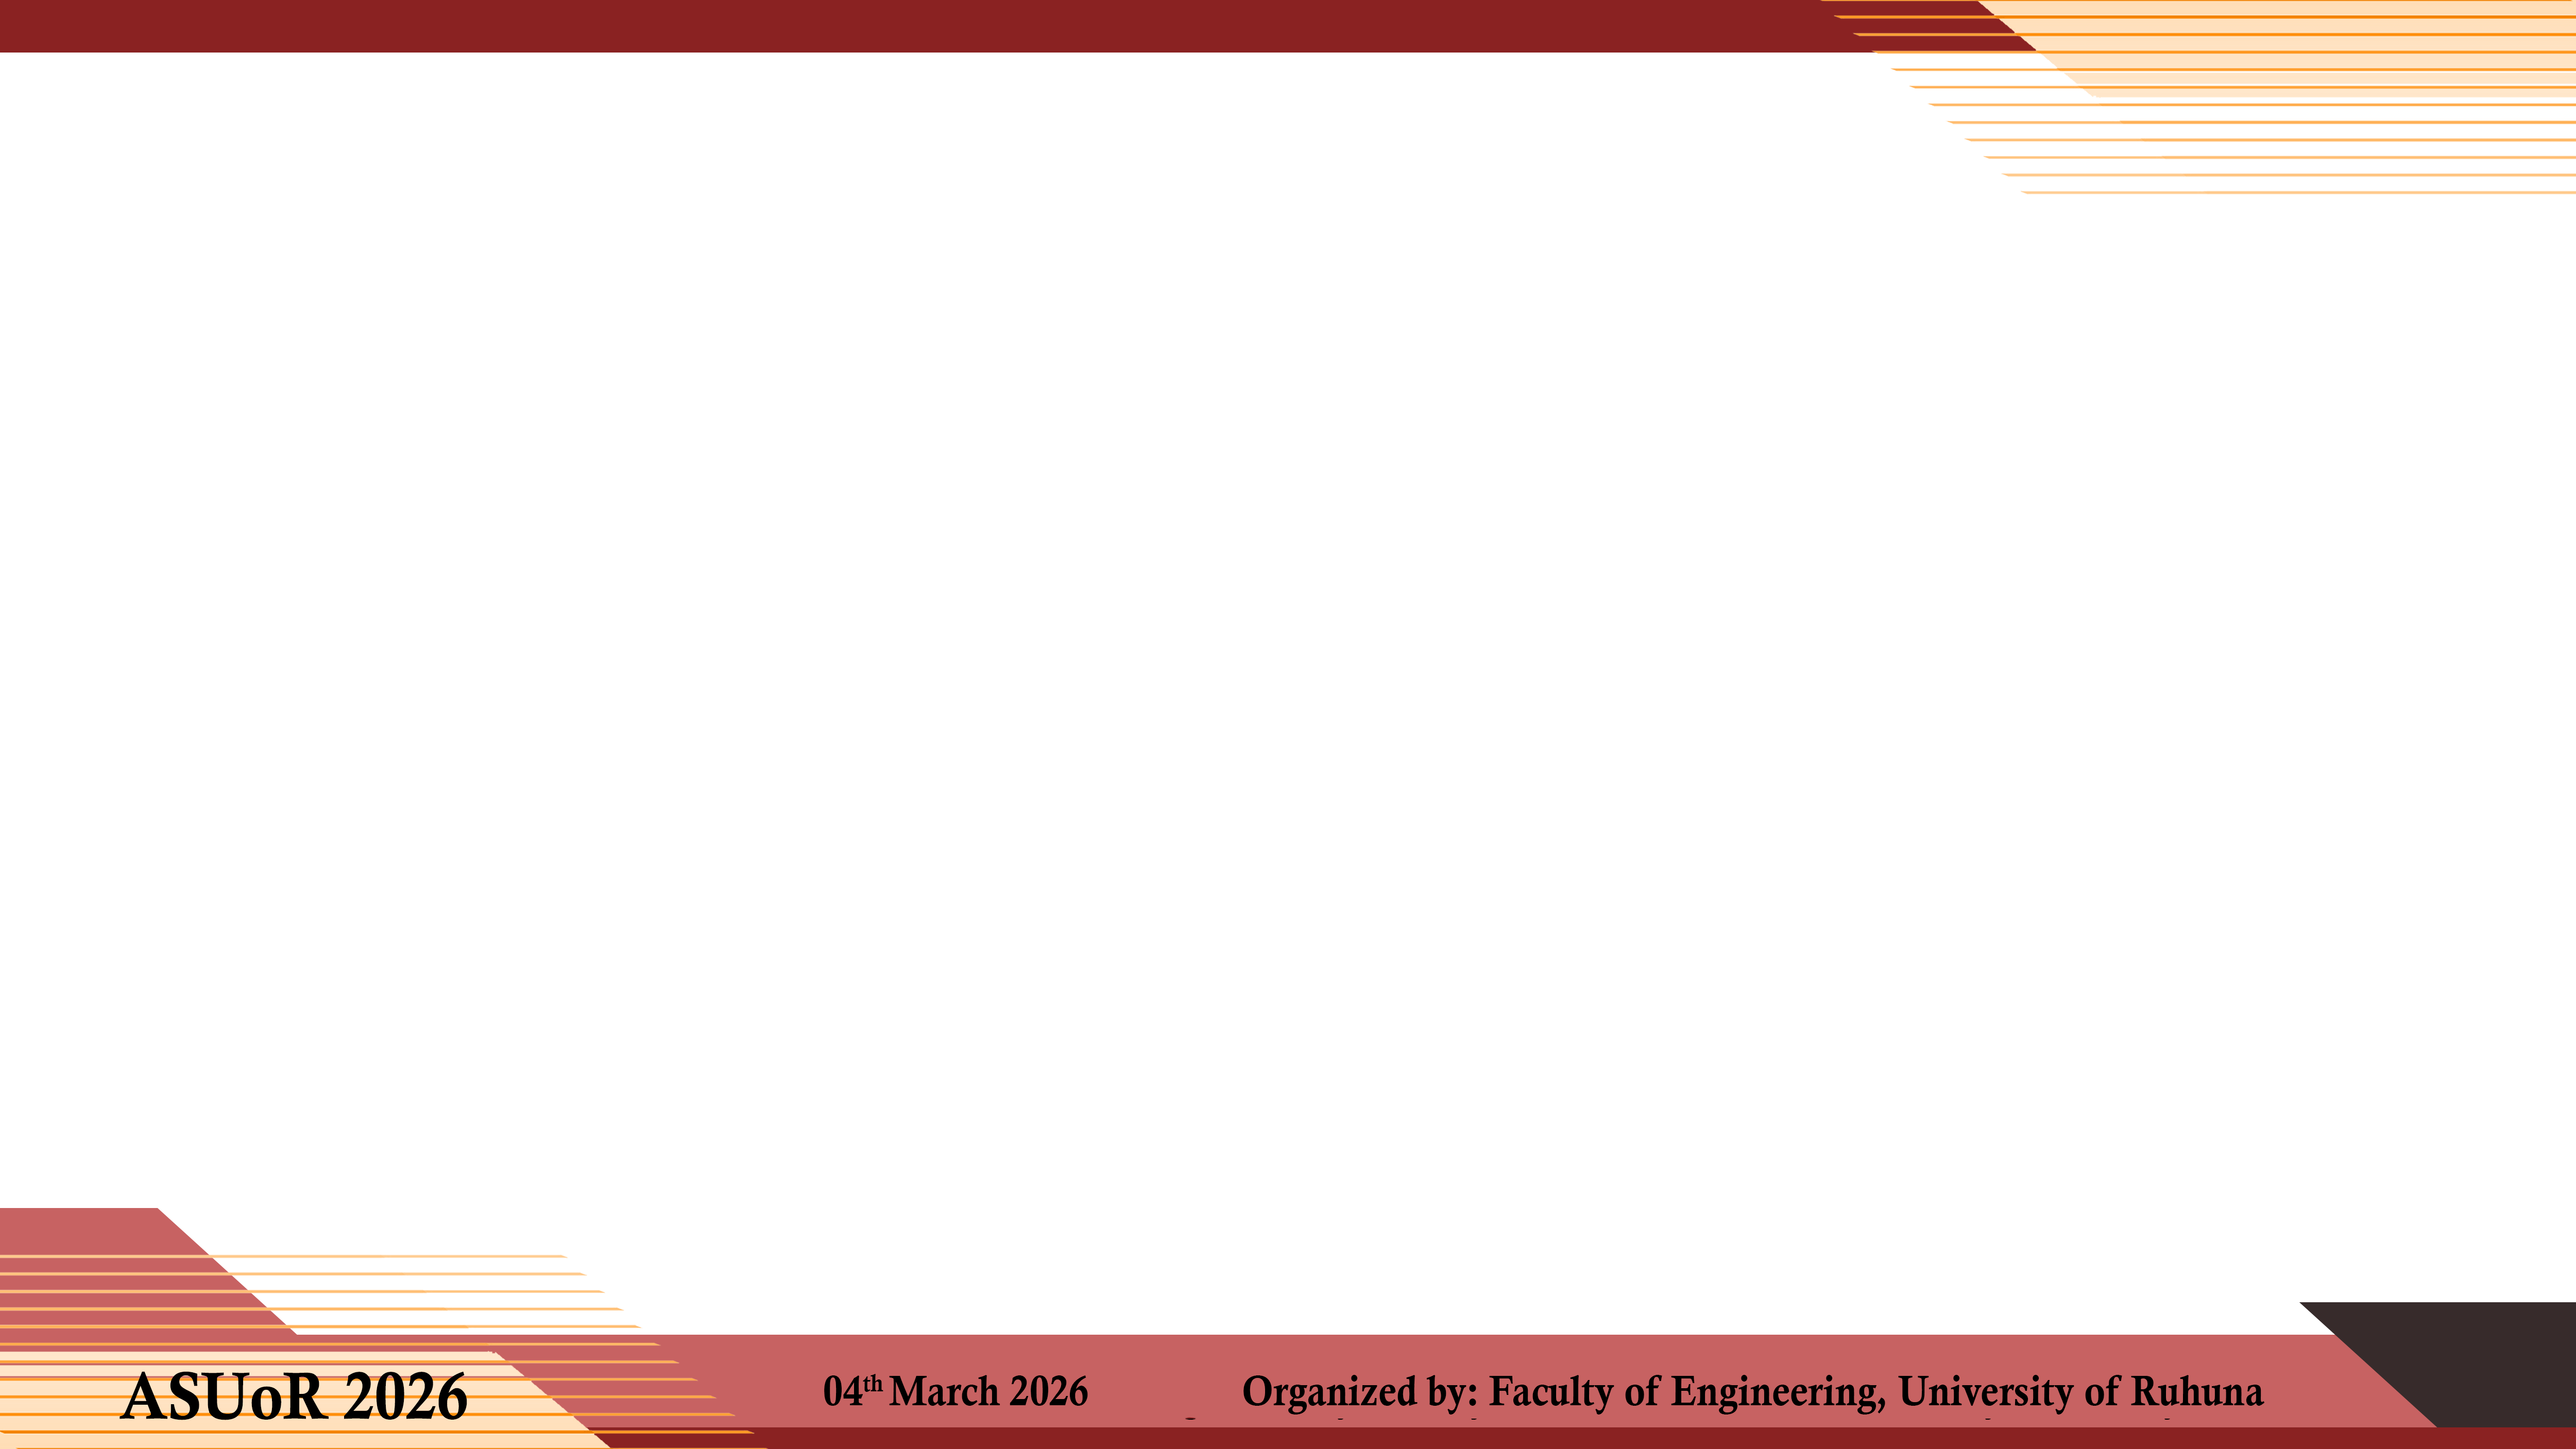 ASUoR 2026
04th March 2026
Organized by: Faculty of Engineering, University of Ruhuna